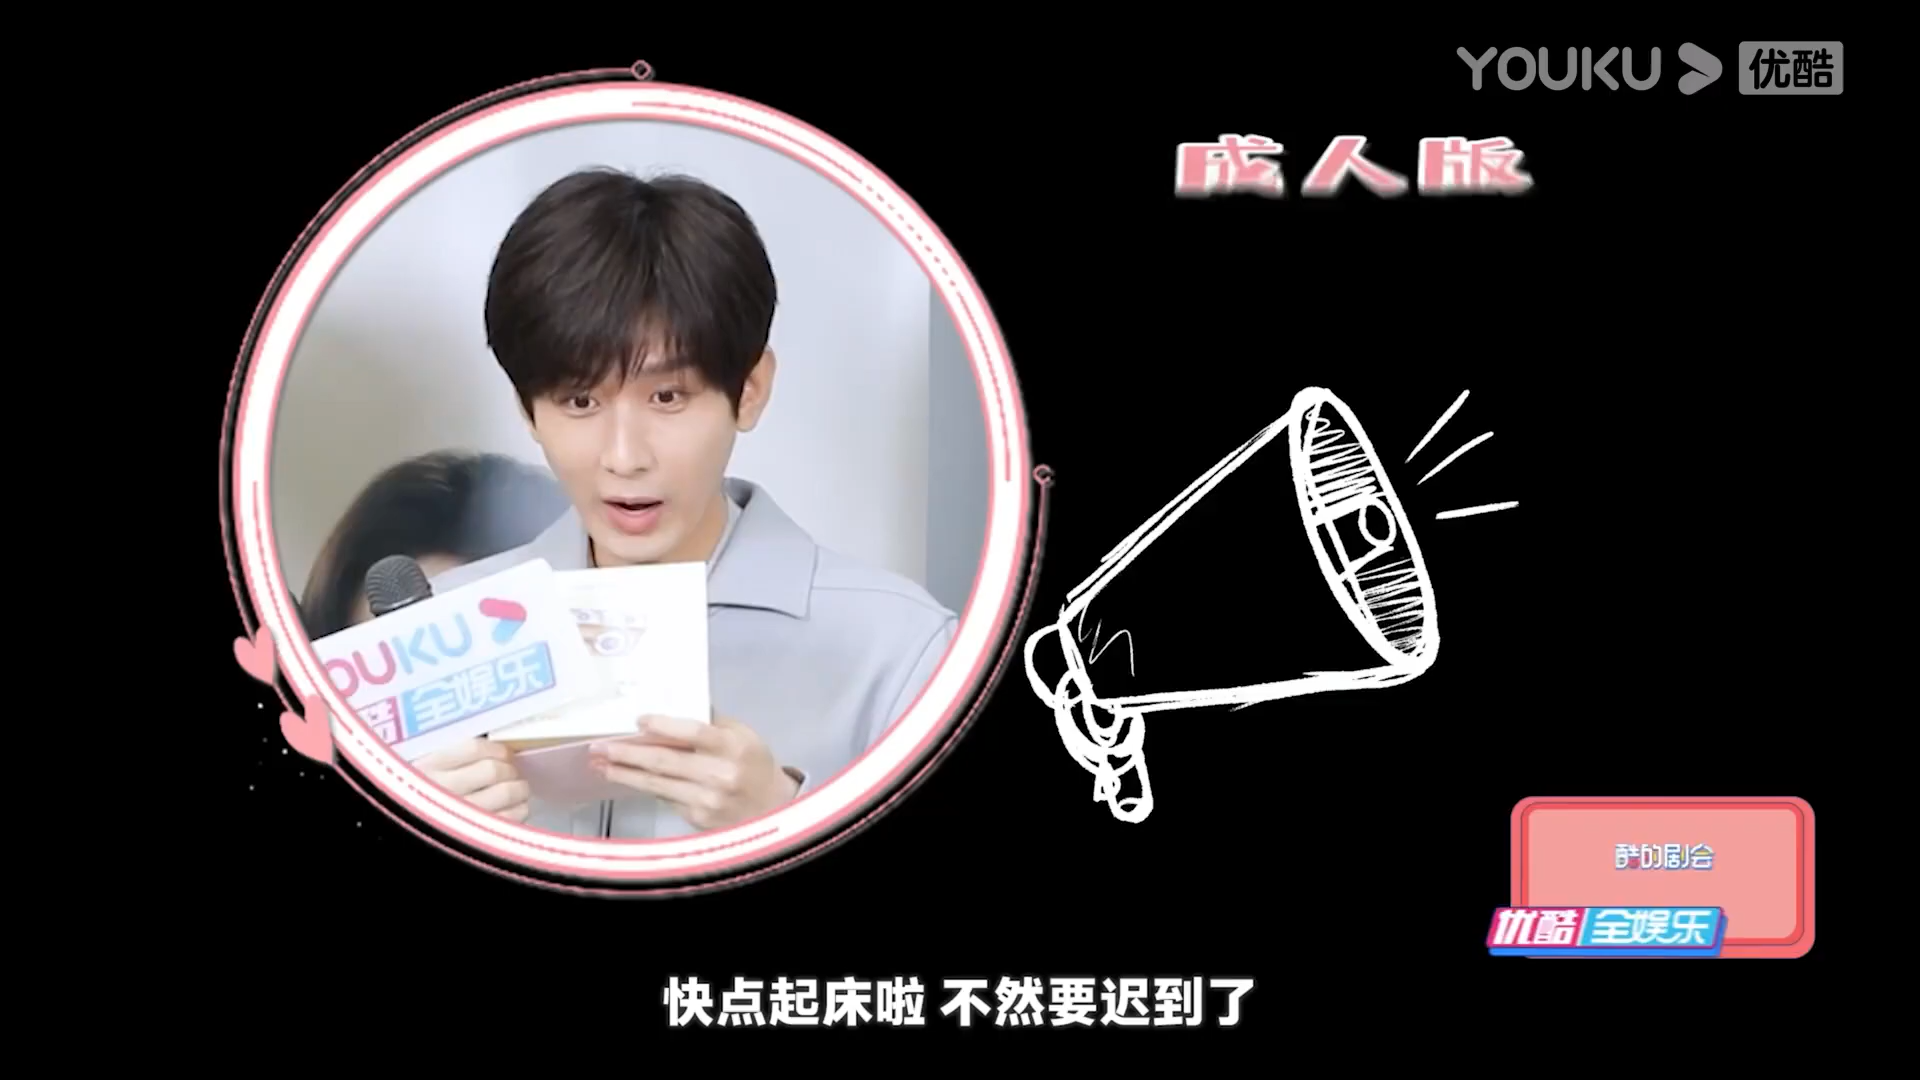 YOUKU 优酷
成人版
OUKU
酷 全娱乐
酷的剧会
优酷 全娱乐
快点起床啦 不然要迟到了